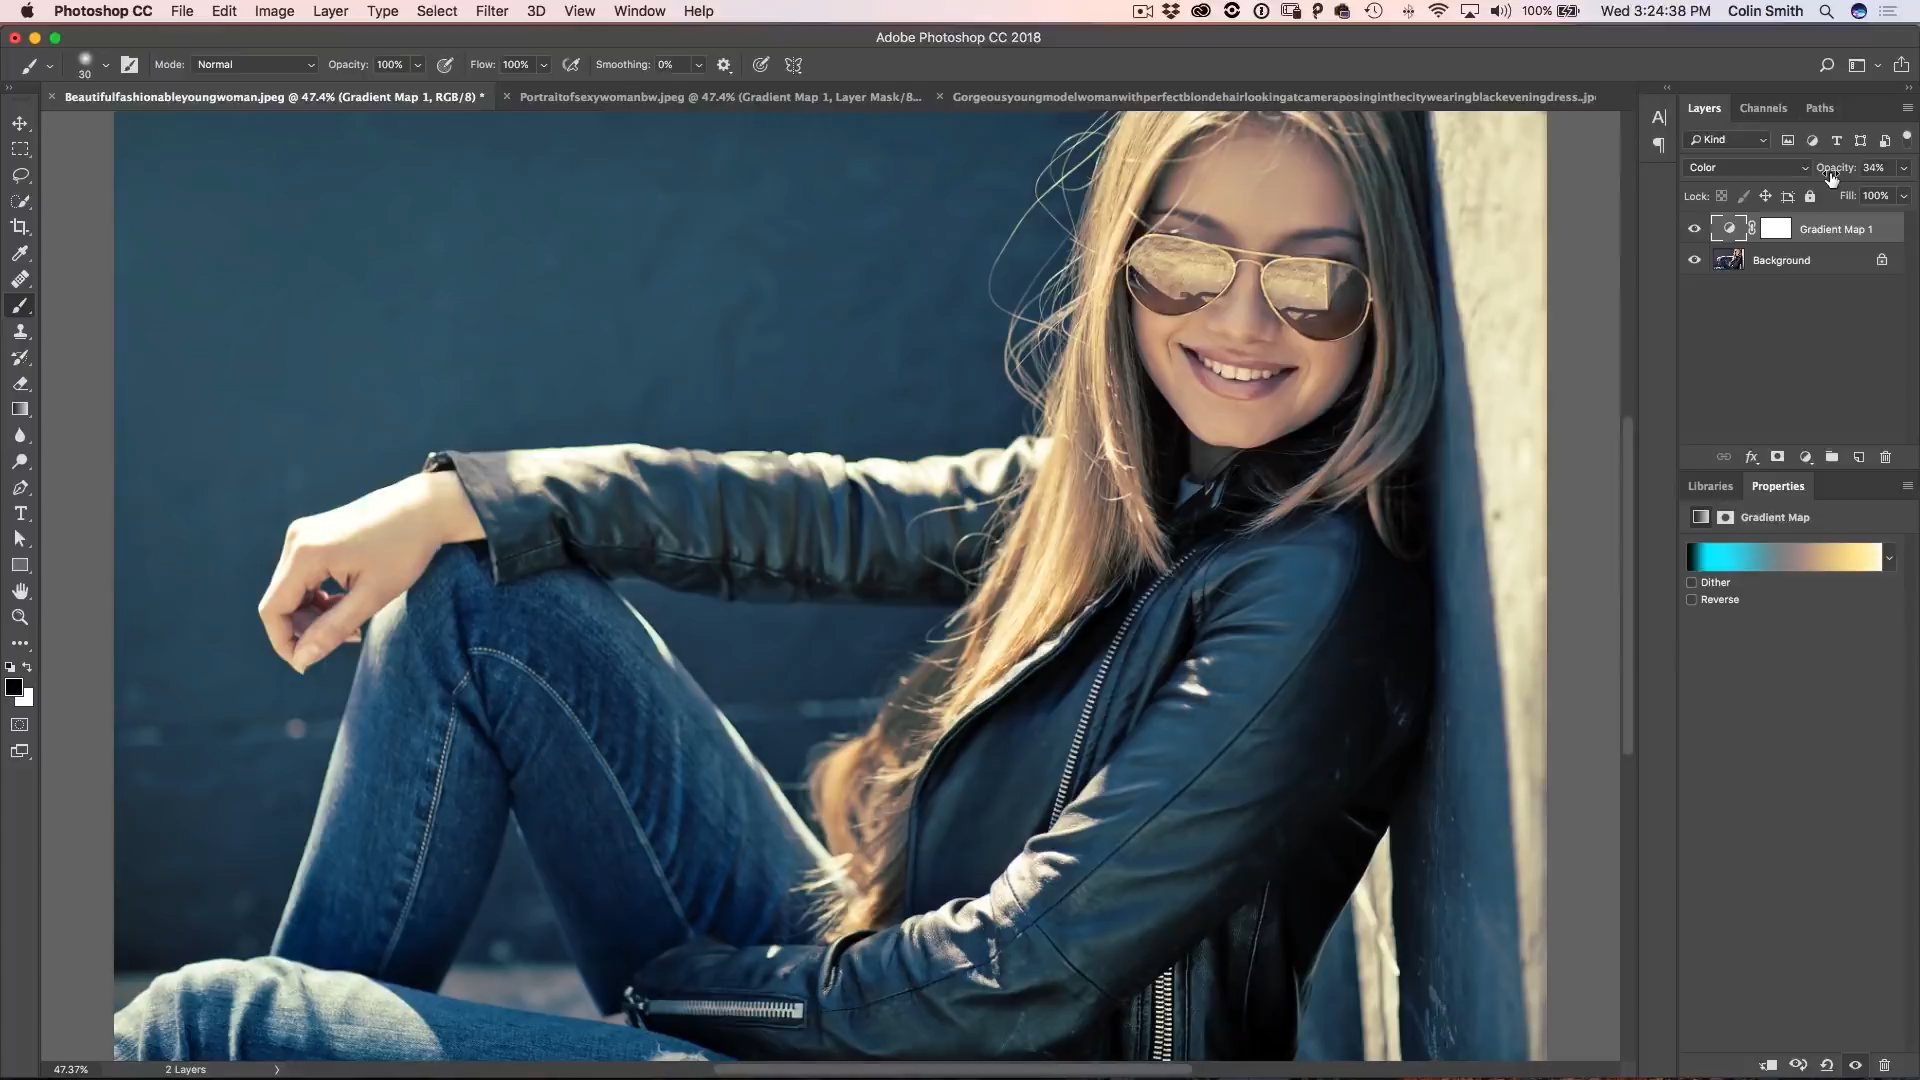 Photoshop CC File Edit Image Layer Type Select Filter 3D View Window Help 100% Wed 3:24:38 PM Colin Smith
Adobe Photoshop CC 2018
30 Mode: Normal Opacity: 100% Flow: 100% Smoothing: 0%
Beautifulfashionableyoungwoman.jpeg @ 47.4% (Gradient Map 1, RGB/8) * Portraitofsexywomanbw.jpeg @ 47.4% (Gradient Map 1, Layer Mask/8... Gorgeousyoungmodelwomanwithperfectblondehairlookingatcameraposinginthecitywearingblackeveningdress..jp
Layers Channels Paths
Kind
Color Opacity: 34%
Lock: Fill: 100%
Gradient Map 1
Background
Libraries Properties
Gradient Map
Dither
Reverse
47.37% 2 Layers